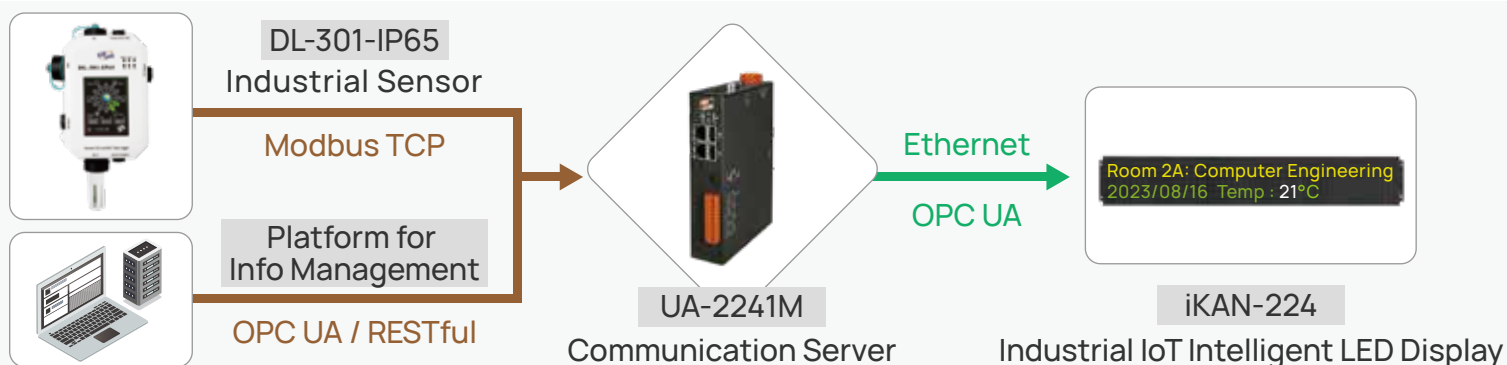 DL-301-IP65
Industrial Sensor
Modbus TCP
Platform for
Info Management
OPC UA / RESTful
UA-2241M
Communication Server
Ethernet
OPC UA
Room 2A: Computer Engineering
2023/08/16 Temp : 21°C
iKAN-224
Industrial IoT Intelligent LED Display